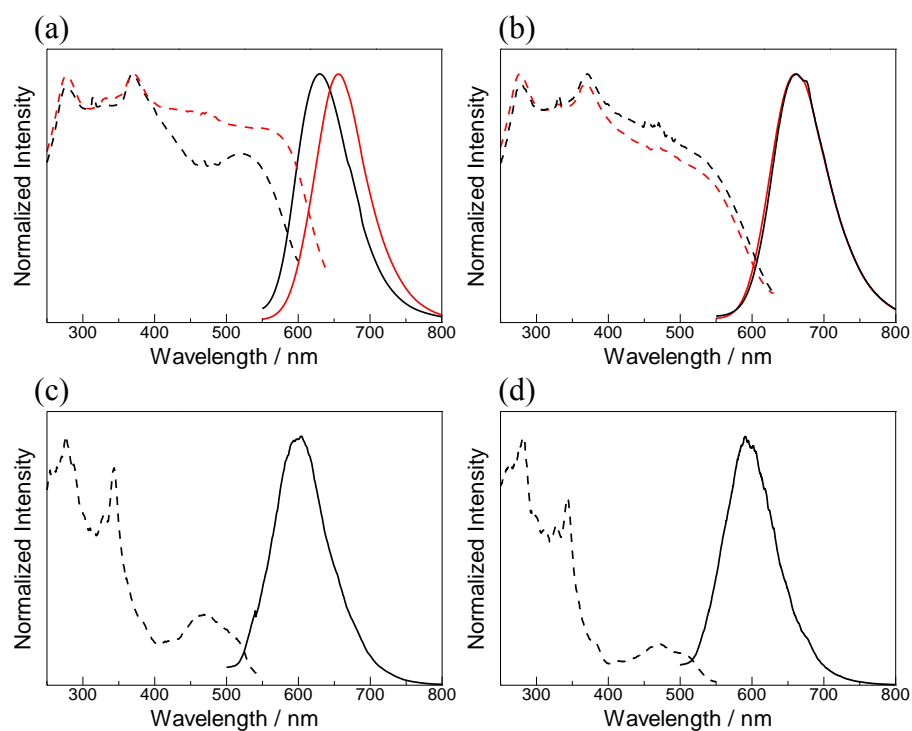 (a) (b)
Normalized Intensity Normalized Intensity
300 400 500 600 700 800 300 400 500 600 700 800
Wavelength / nm Wavelength / nm
(c) (d)
Normalized Intensity Normalized Intensity
300 400 500 600 700 800 300 400 500 600 700 800
Wavelength / nm Wavelength / nm